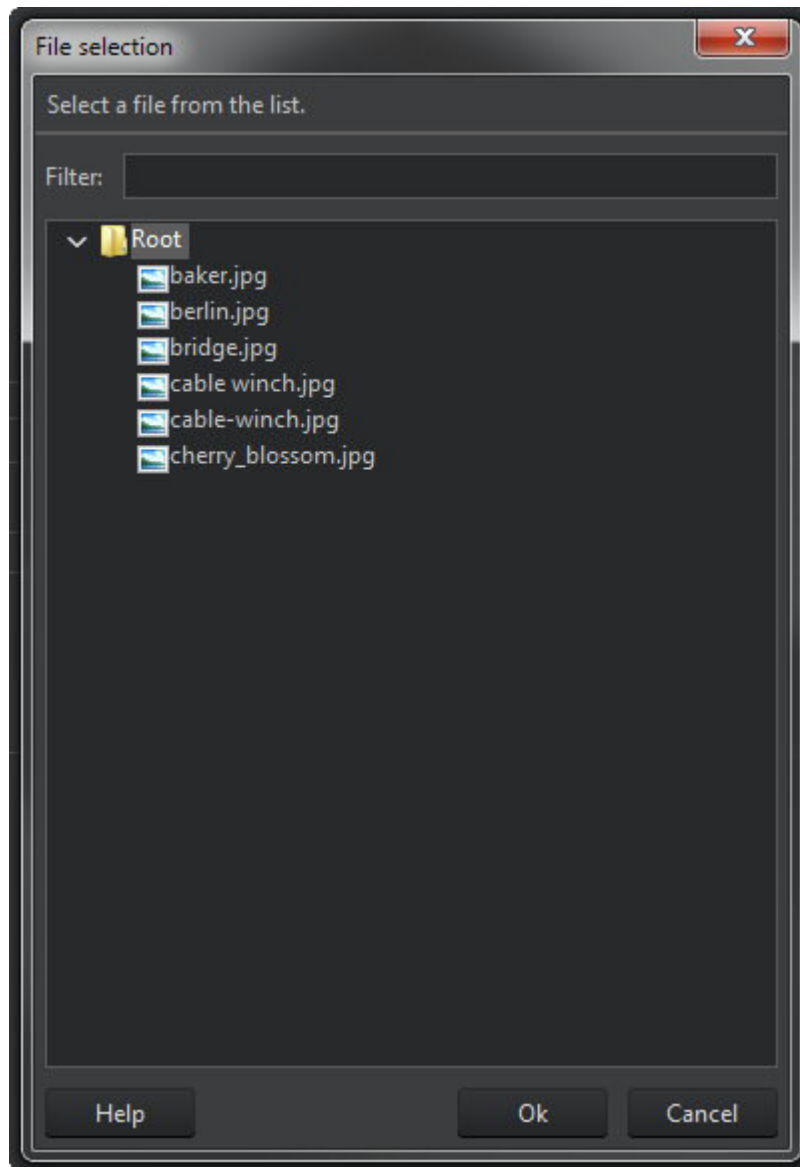 File selection
Select a file from the list.
Filter:
Root
baker.jpg
berlin.jpg
bridge.jpg
cable winch.jpg
cable-winch.jpg
cherry_blossom.jpg
Help Ok Cancel